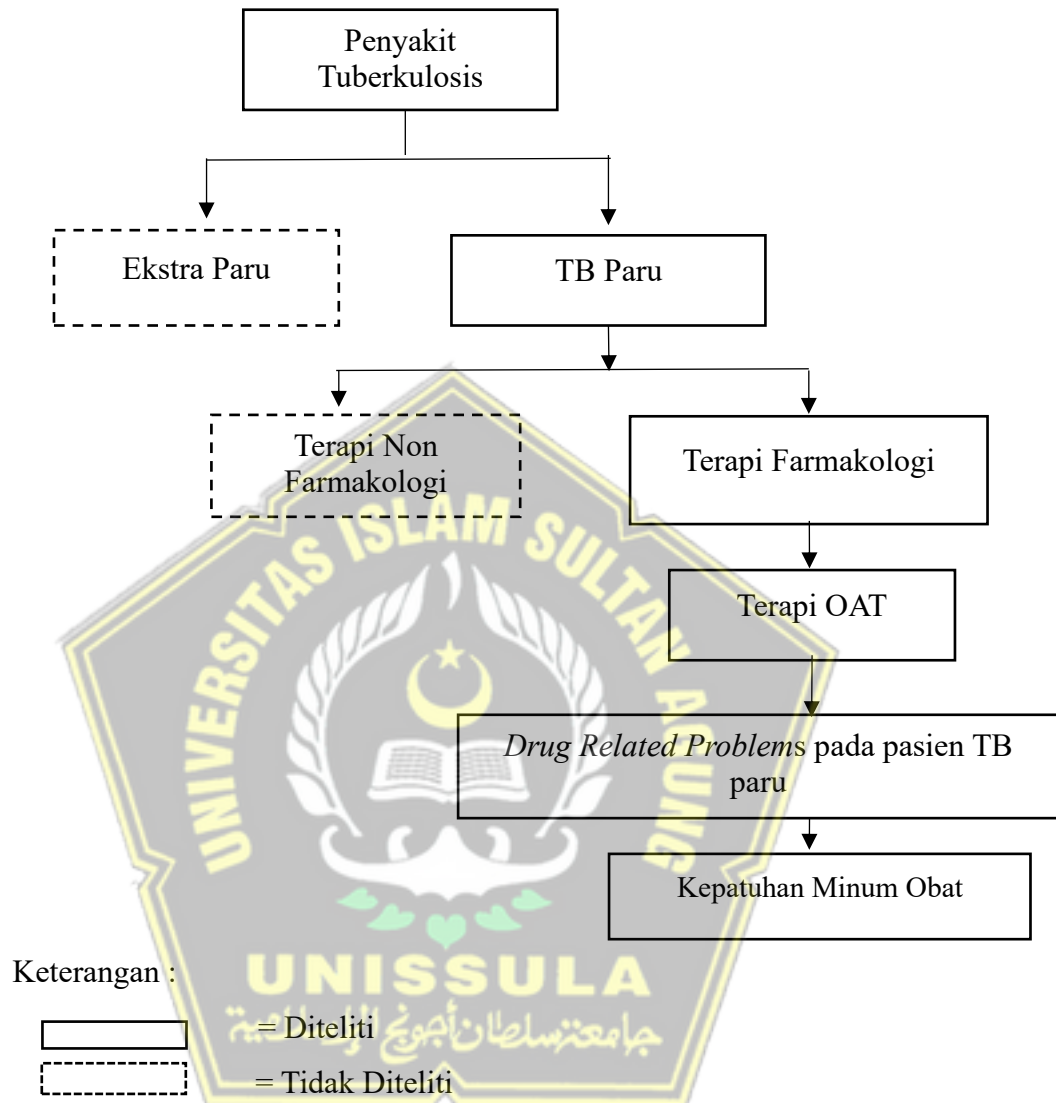 Penyakit
Tuberkulosis
Ekstra Paru
TB Paru
Terapi Non
Farmakologi
Terapi Farmakologi
UNIVERSITAS ISLAM SULTAN AGUNG
Terapi OAT
Drug Related Problems pada pasien TB
paru
Kepatuhan Minum Obat
Keterangan :
UNISSULA
جامعة سلطان أجونج الإسلامية
= Diteliti
= Tidak Diteliti